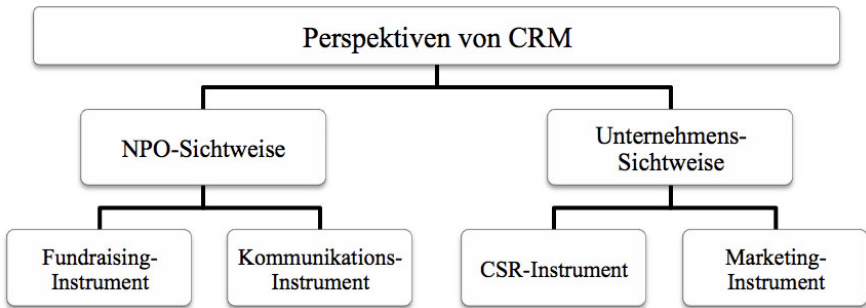 Perspektiven von CRM
NPO-Sichtweise
Unternehmens-
Sichtweise
Fundraising-
Instrument
Kommunikations-
Instrument
CSR-Instrument
Marketing-
Instrument